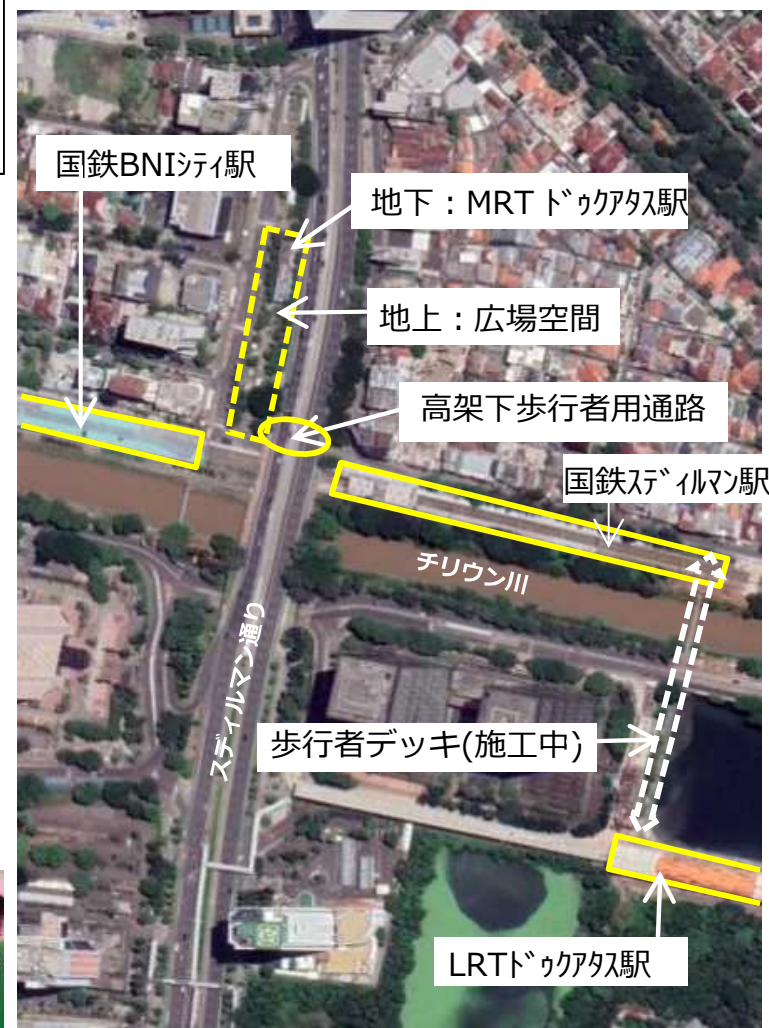 国鉄BNIｼﾃｨ駅
地下：MRT ﾄﾞｩｸｱﾀｽ駅
地上：広場空間
高架下歩行者用通路
国鉄ｽﾃﾞｨﾙﾏﾝ駅
チリウン川
スディルマン通り
歩行者デッキ(施工中)
LRTﾄﾞｩｸｱﾀｽ駅